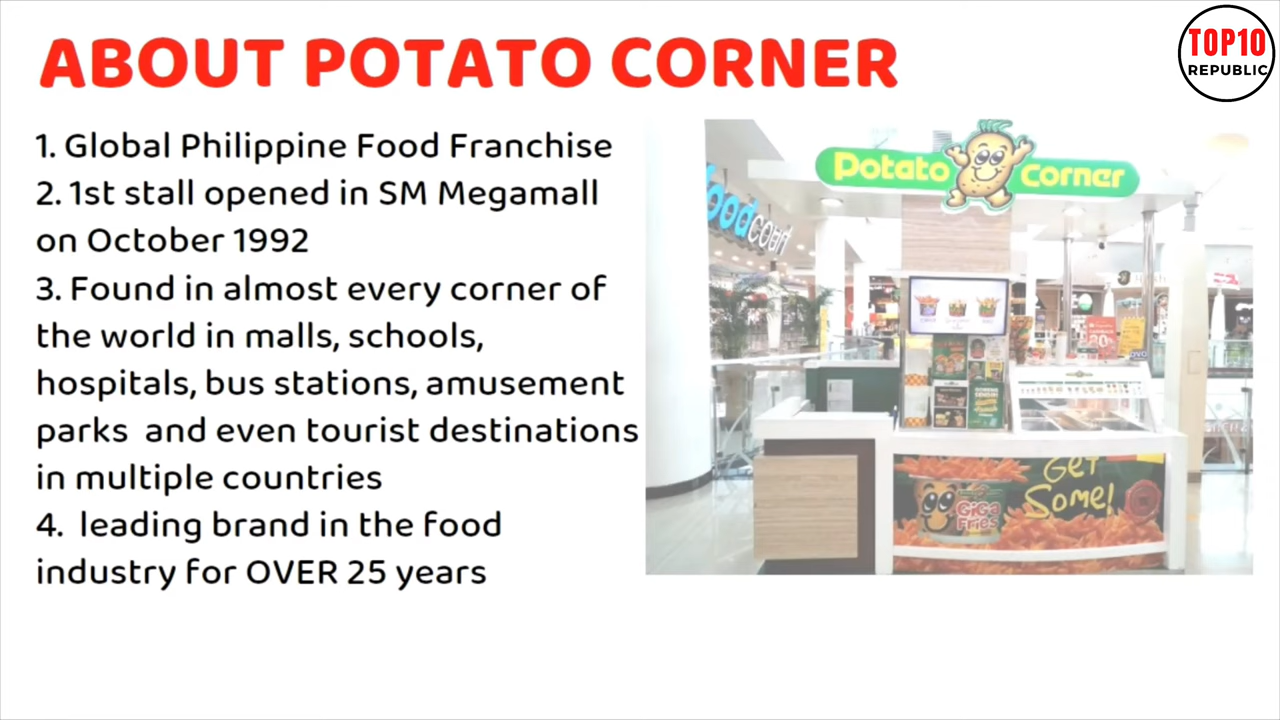 ABOUT POTATO CORNER
TOP10
REPUBLIC
1. Global Philippine Food Franchise
2. 1st stall opened in SM Megamall
on October 1992
3. Found in almost every corner of
the world in malls, schools,
hospitals, bus stations, amusement
parks  and even tourist destinations
in multiple countries
4.  leading brand in the food
industry for OVER 25 years
Potato Corner
foodcourt
Get
Some!
GiGa
Fries